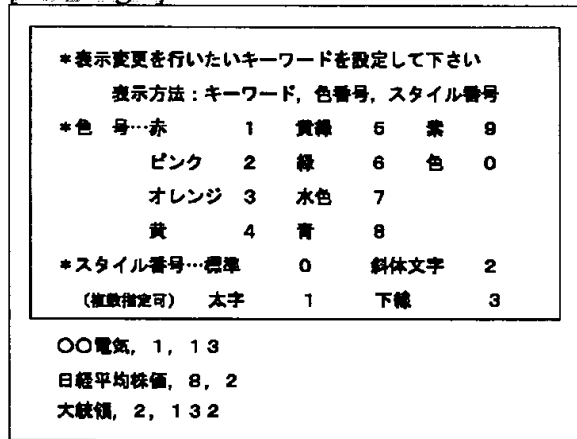 *表示変更を行いたいキーワードを設定して下さい
表示方法：キーワード，色番号，スタイル番号
*色　号…赤　1　黄緑　5　紫　9
ピンク　2　緑　6　色　0
オレンジ　3　水色　7
黄　4　青　8
*スタイル番号…標準　0　斜体文字　2
（複数指定可）　太字　1　下線　3
〇〇電気，1，13
日経平均株価，8，2
大統領，2，132